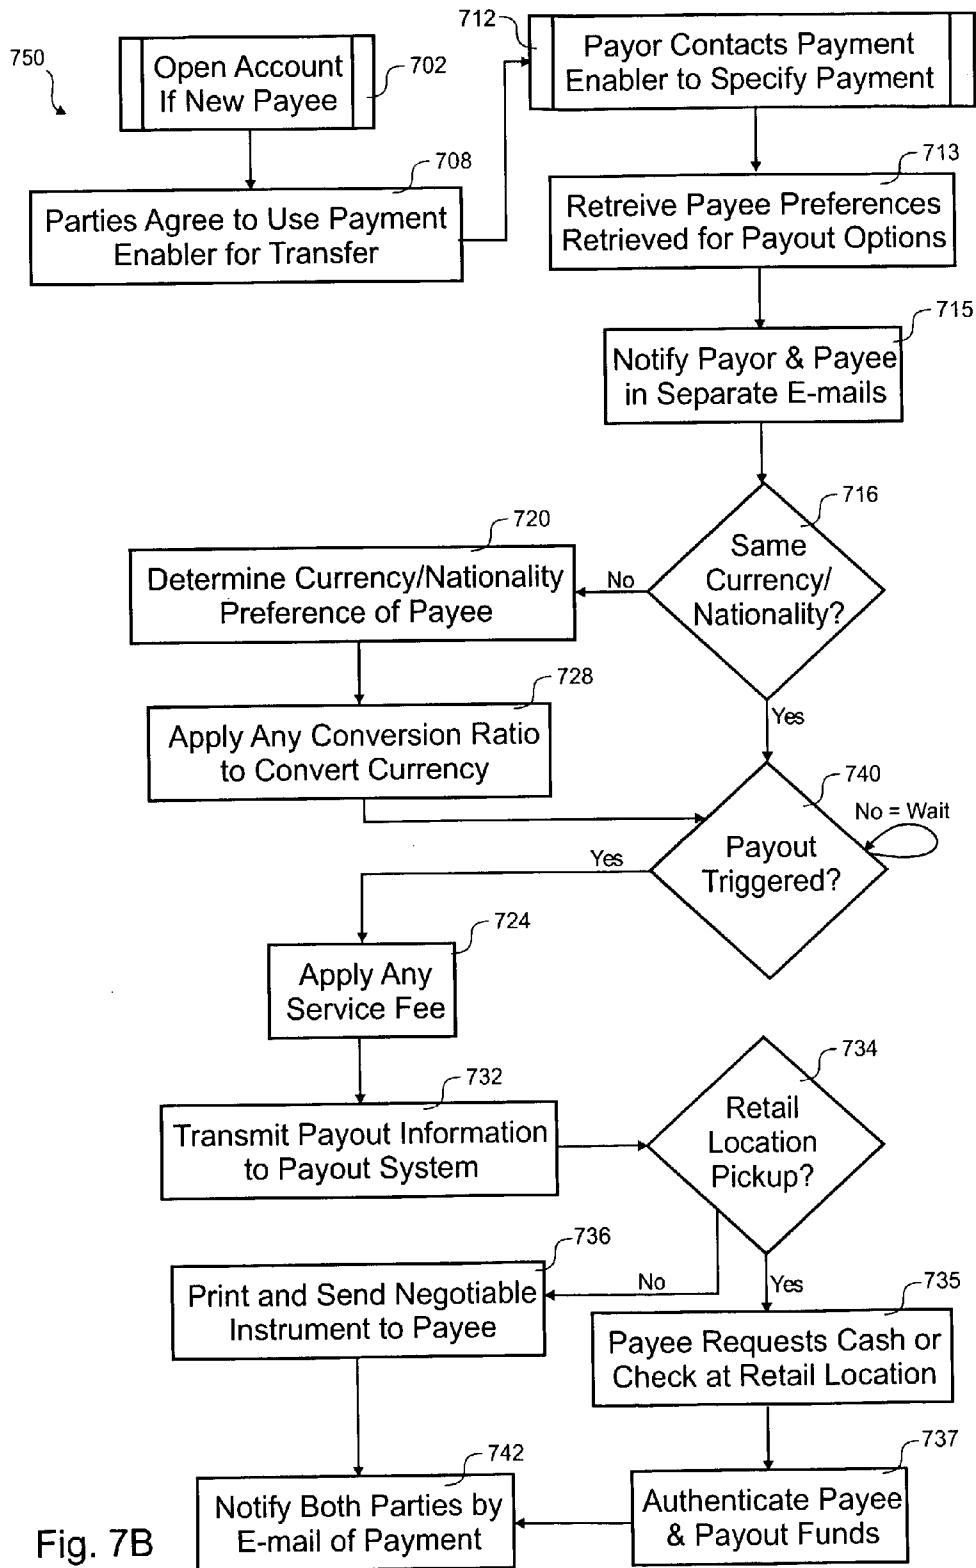 750
Open Account
If New Payee
702
712
Payor Contacts Payment
Enabler to Specify Payment
708
Parties Agree to Use Payment
Enabler for Transfer
713
Retreive Payee Preferences
Retrieved for Payout Options
715
Notify Payor & Payee
in Separate E-mails
716
Same
Currency/
Nationality?
No
Yes
720
Determine Currency/Nationality
Preference of Payee
728
Apply Any Conversion Ratio
to Convert Currency
740
No = Wait
Payout
Triggered?
Yes
724
Apply Any
Service Fee
732
Transmit Payout Information
to Payout System
734
Retail
Location
Pickup?
No
Yes
736
Print and Send Negotiable
Instrument to Payee
735
Payee Requests Cash or
Check at Retail Location
737
Authenticate Payee
& Payout Funds
742
Notify Both Parties by
E-mail of Payment
Fig. 7B